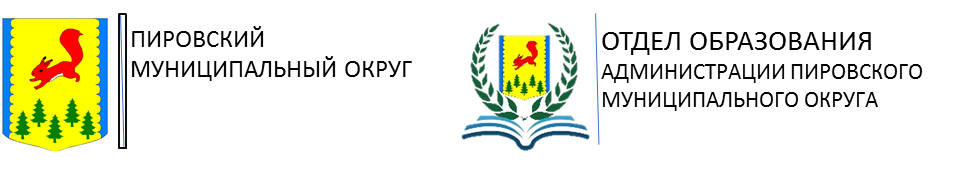 ПИРОВСКИЙ
МУНИЦИПАЛЬНЫЙ ОКРУГ
ОТДЕЛ ОБРАЗОВАНИЯ
АДМИНИСТРАЦИИ ПИРОВСКОГО
МУНИЦИПАЛЬНОГО ОКРУГА